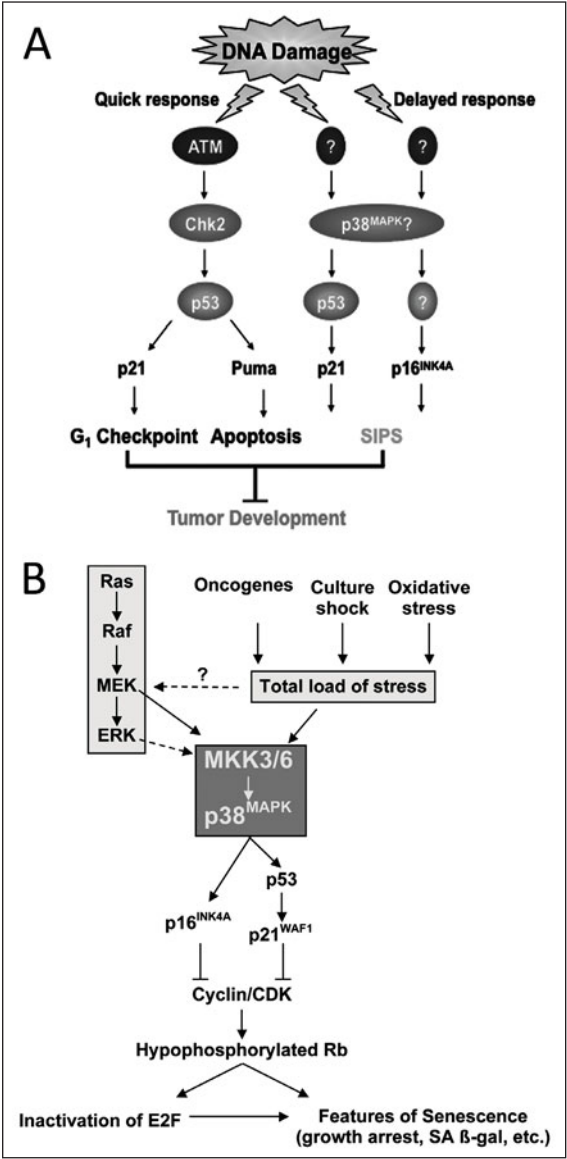 A
DNA Damage
Quick response
Delayed response
ATM
?
?
Chk2
p38MAPK?
p53
p53
?
p21
Puma
p21
p16INK4A
G1 Checkpoint
Apoptosis
SIPS
Tumor Development
B
Ras
Raf
MEK
ERK
Oncogenes
Culture
shock
Oxidative
stress
?
Total load of stress
MKK3/6
p38MAPK
p53
p16INK4A
p21WAF1
Cyclin/CDK
Hypophosphorylated Rb
Inactivation of E2F
Features of Senescence
(growth arrest, SA ß-gal, etc.)